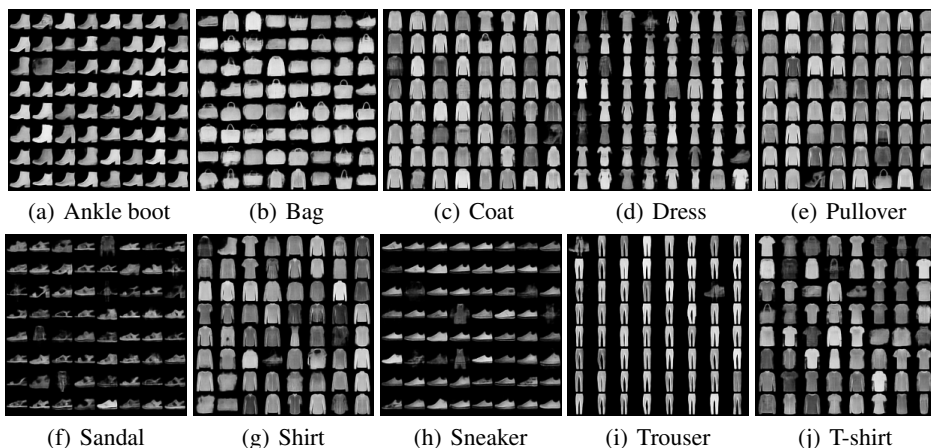 (a) Ankle boot
(b) Bag
(c) Coat
(d) Dress
(e) Pullover
(f) Sandal
(g) Shirt
(h) Sneaker
(i) Trouser
(j) T-shirt